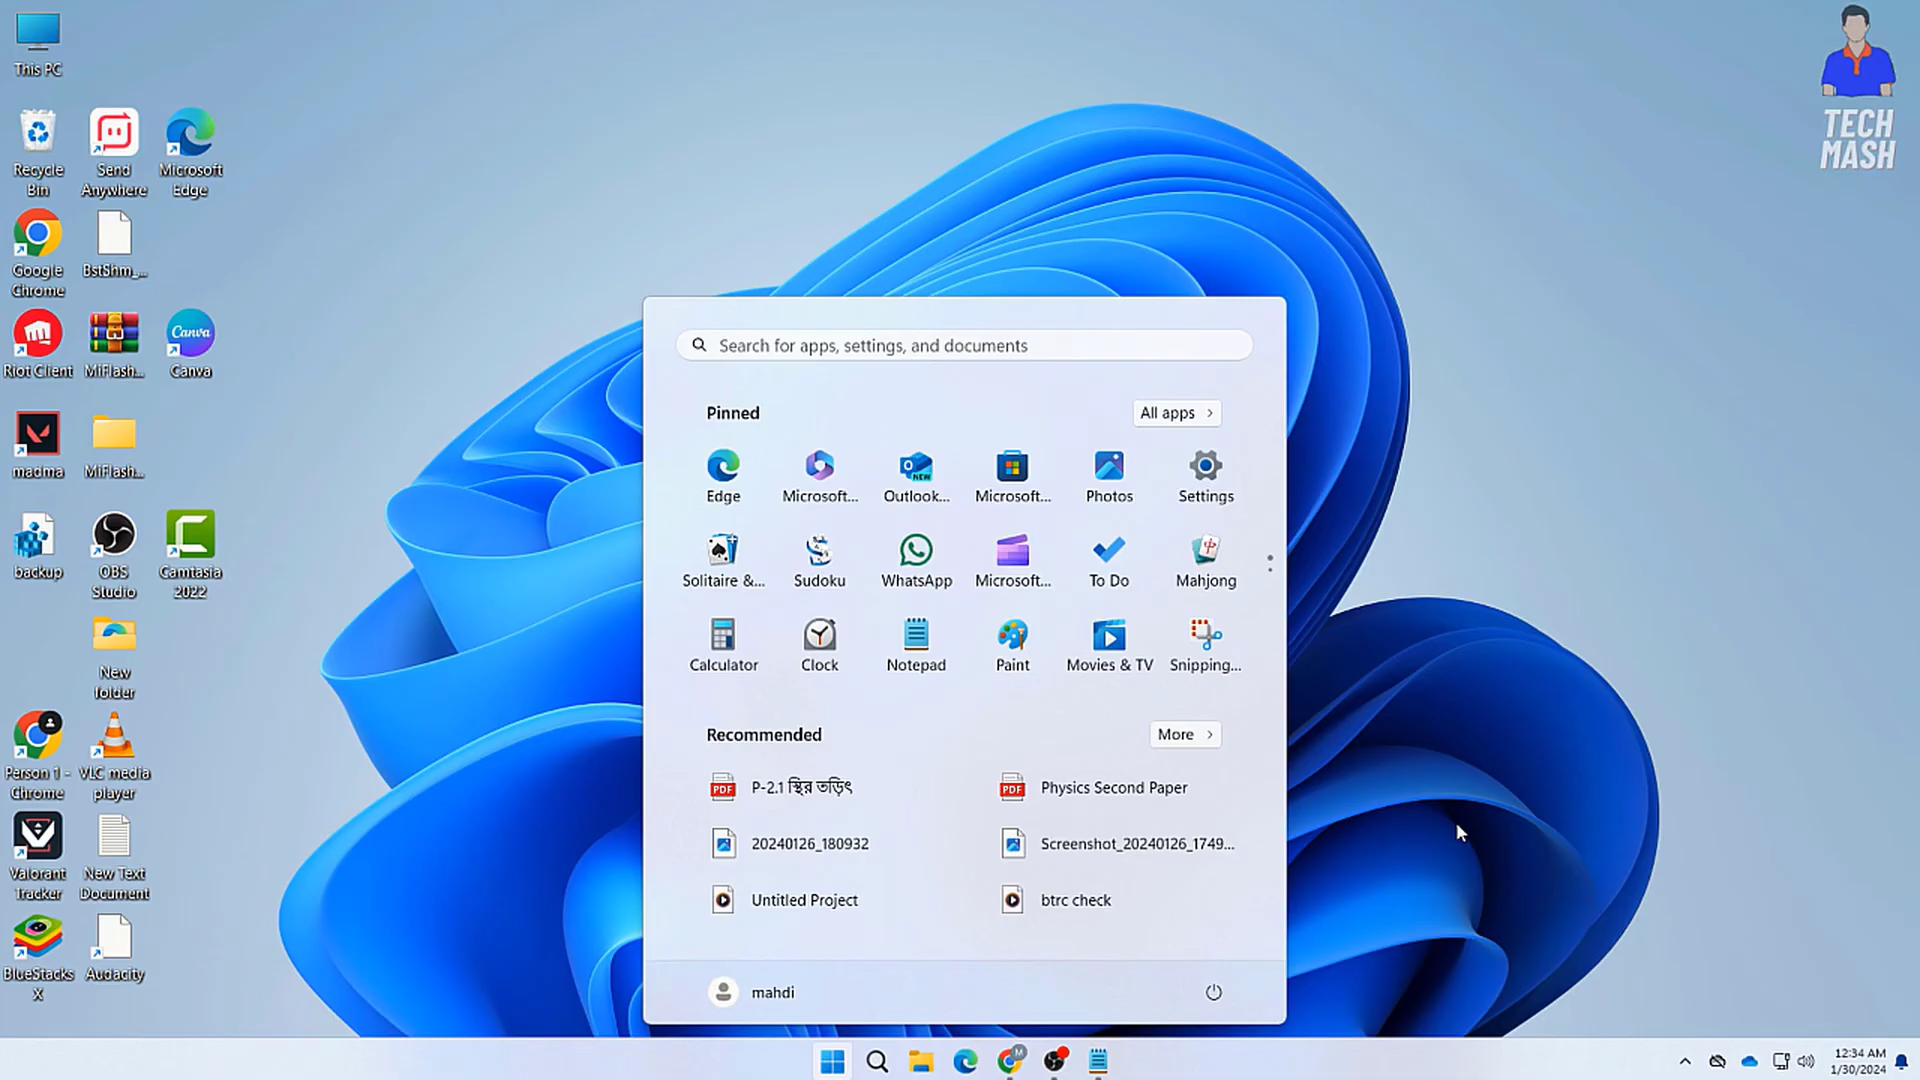 This PC
TECH
MASH
Recycle
Bin
Send
Anywhere
Microsoft
Edge
Google
Chrome
BstShm_...
Riot Client
MiFlash...
Canva
Canva
madma
MiFlash...
backup
OBS
Studio
Camtasia
2022
New
folder
Person 1 -
Chrome
VLC media
player
Valorant
Tracker
New Text
Document
BlueStacks
X
Audacity
Search for apps, settings, and documents
Pinned
All apps
Edge
Microsoft...
Outlook...
NEW
Microsoft...
Photos
Settings
Solitaire &...
Sudoku
WhatsApp
Microsoft...
To Do
Mahjong
Calculator
Clock
Notepad
Paint
Movies & TV
Snipping...
Recommended
More
PDF
P-2.1 স্থির তড়িৎ
PDF
Physics Second Paper
20240126_180932
Screenshot_20240126_1749...
Untitled Project
btrc check
mahdi
M
12:34 AM
1/30/2024